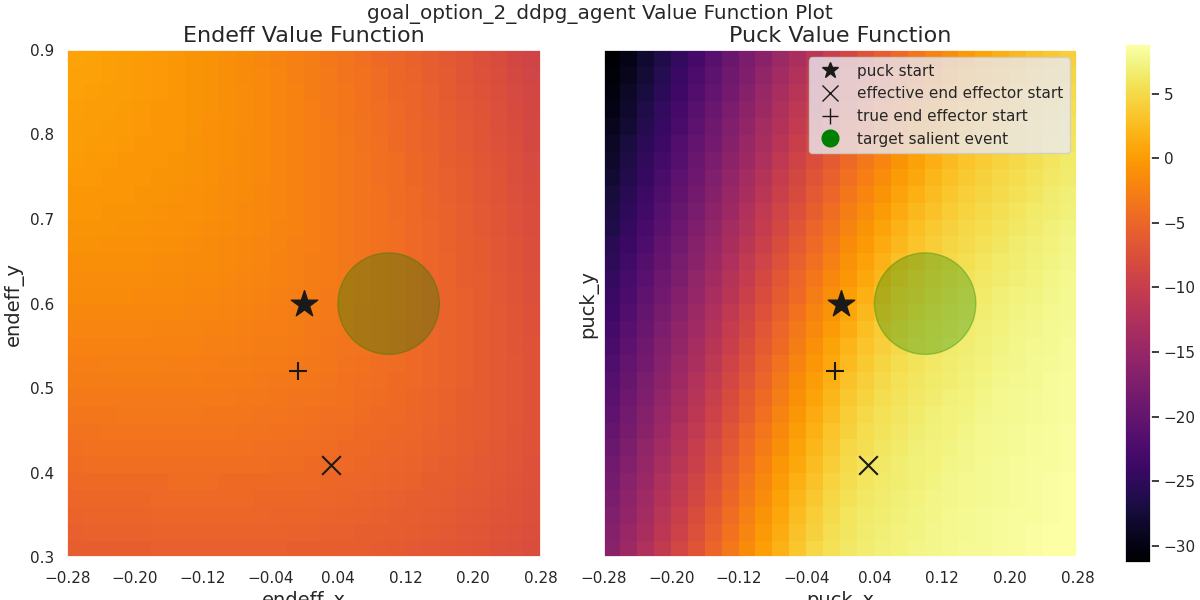 goal_option_2_ddpg_agent Value Function Plot
Endeff Value Function
Puck Value Function
0.9
0.8
0.7
0.6
0.5
0.4
0.3
endeff_y
−0.28 −0.20 −0.12 −0.04 0.04 0.12 0.20 0.28
endeff_x
puck_y
puck start
effective end effector start
true end effector start
target salient event
−0.28 −0.20 −0.12 −0.04 0.04 0.12 0.20 0.28
puck_x
5
0
−5
−10
−15
−20
−25
−30